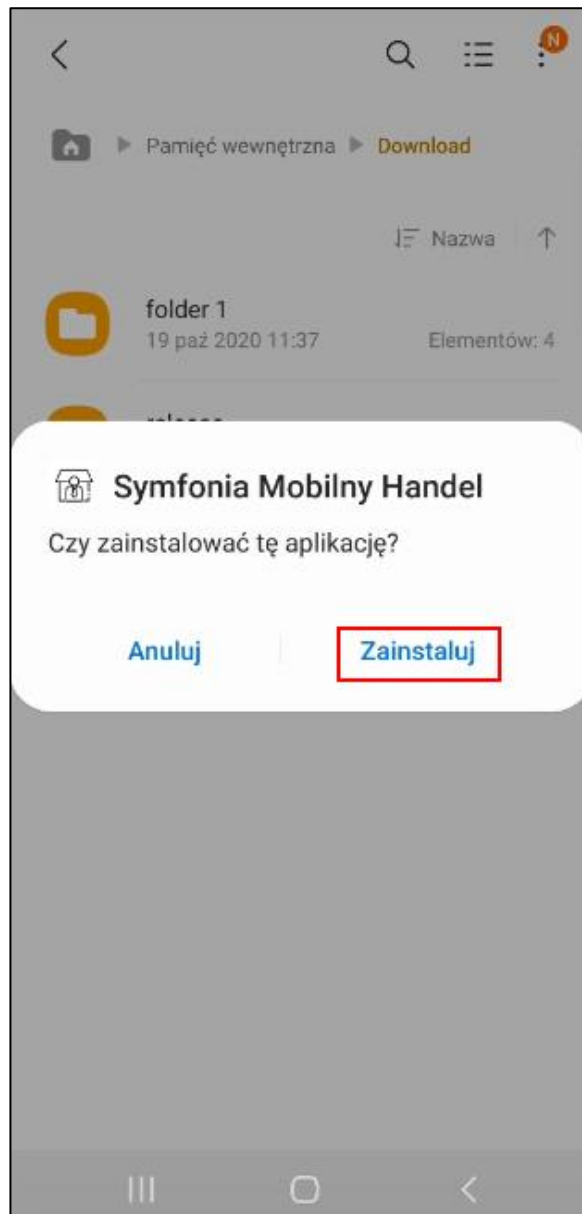 N
Pamięć wewnętrzna Download
Nazwa
folder 1
19 paź 2020 11:37 Elementów: 4
Symfonia Mobilny Handel
Czy zainstalować tę aplikację?
Anuluj Zainstaluj